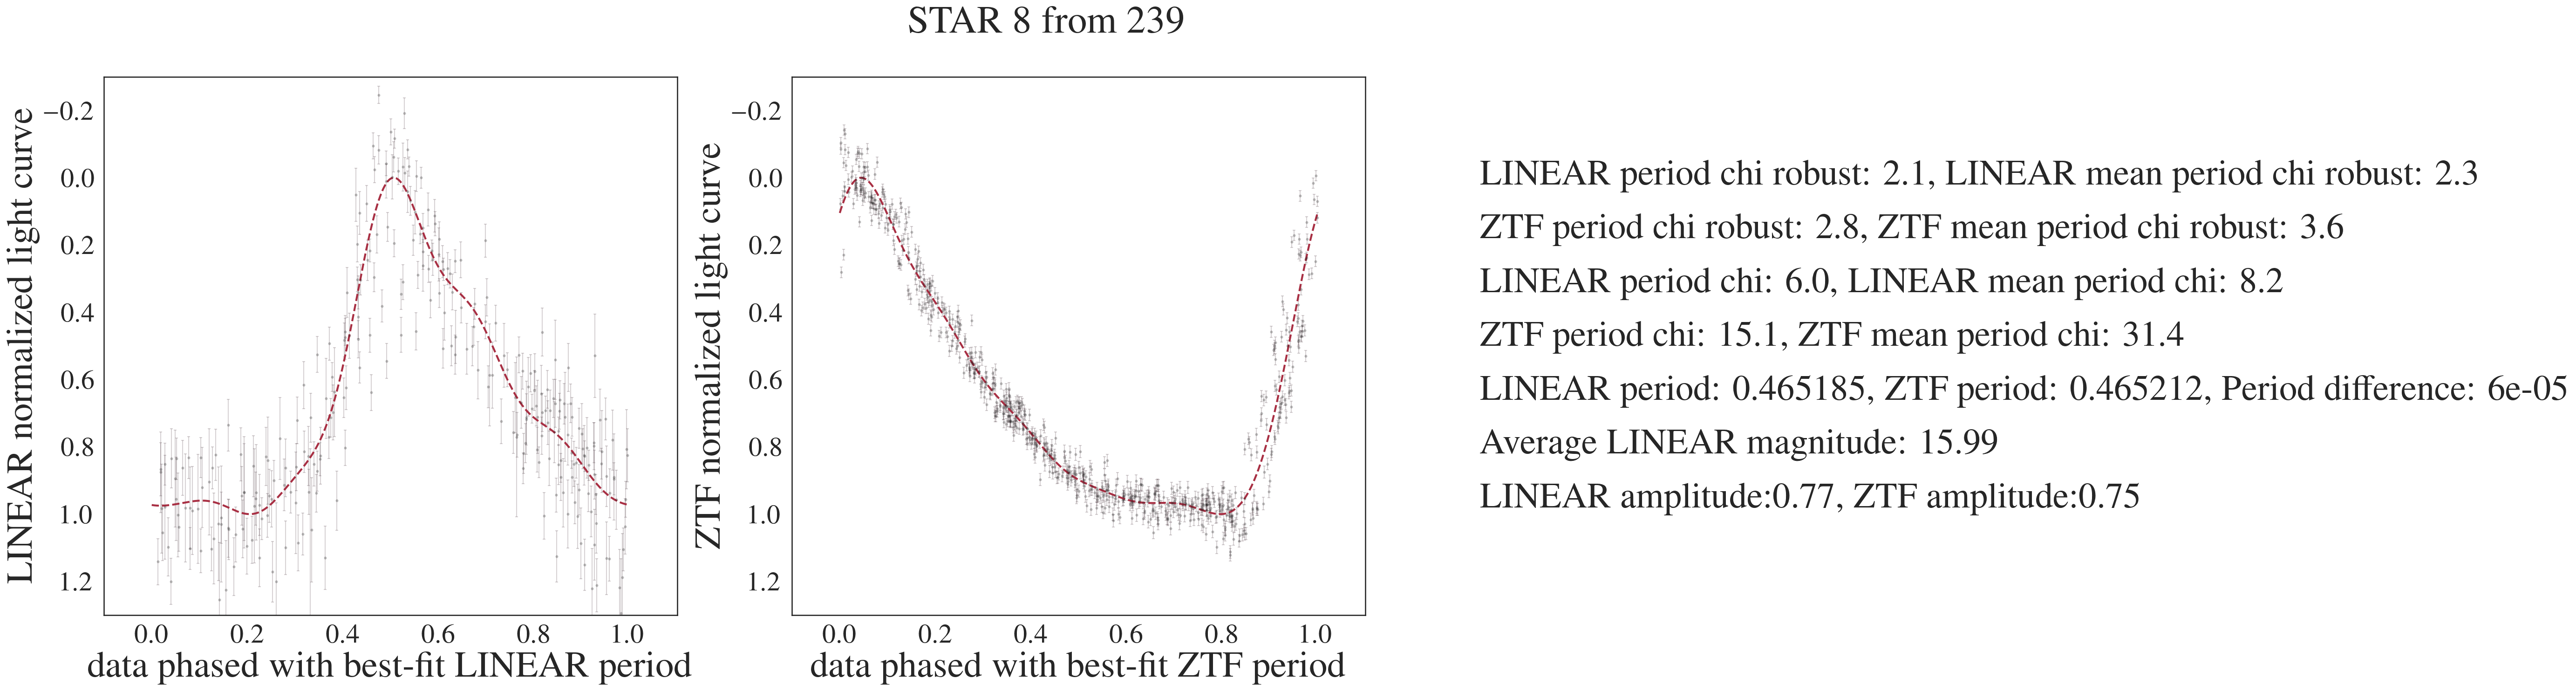 STAR 8 from 239
LINEAR normalized light curve
−0.2
0.0
0.2
0.4
0.6
0.8
1.0
1.2
0.0 0.2 0.4 0.6 0.8 1.0
data phased with best-fit LINEAR period
ZTF normalized light curve
−0.2
0.0
0.2
0.4
0.6
0.8
1.0
1.2
0.0 0.2 0.4 0.6 0.8 1.0
data phased with best-fit ZTF period
LINEAR period chi robust: 2.1, LINEAR mean period chi robust: 2.3
ZTF period chi robust: 2.8, ZTF mean period chi robust: 3.6
LINEAR period chi: 6.0, LINEAR mean period chi: 8.2
ZTF period chi: 15.1, ZTF mean period chi: 31.4
LINEAR period: 0.465185, ZTF period: 0.465212, Period difference: 6e-05
Average LINEAR magnitude: 15.99
LINEAR amplitude:0.77, ZTF amplitude:0.75